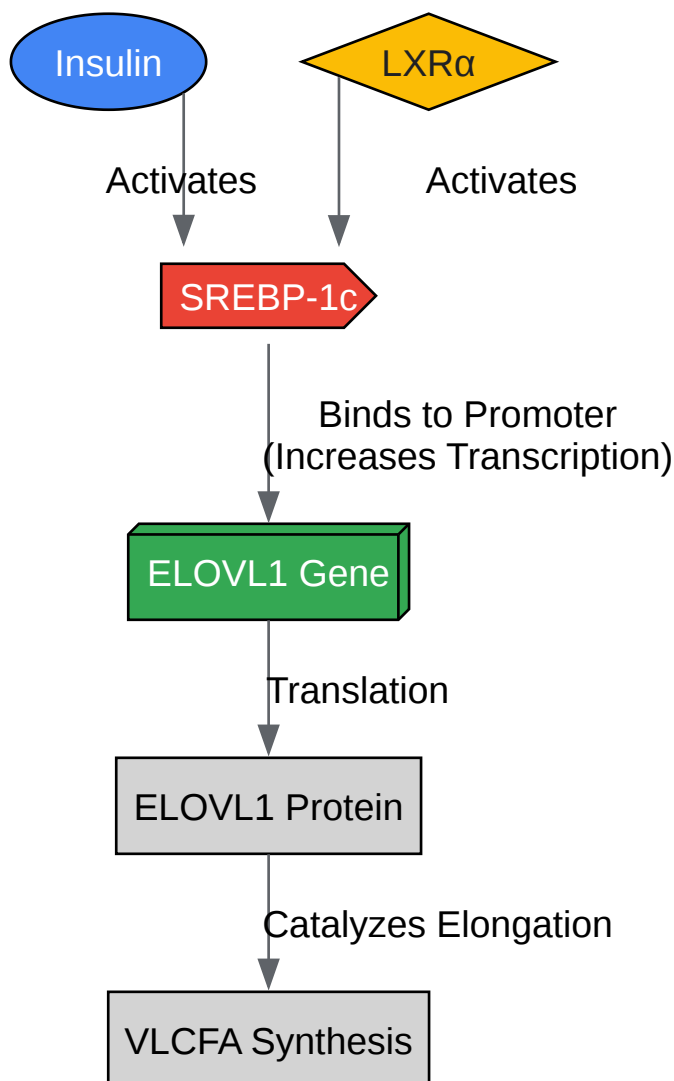 Insulin
LXRα
Activates
Activates
SREBP-1c
Binds to Promoter
(Increases Transcription)
ELOVL1 Gene
Translation
ELOVL1 Protein
Catalyzes Elongation
VLCFA Synthesis